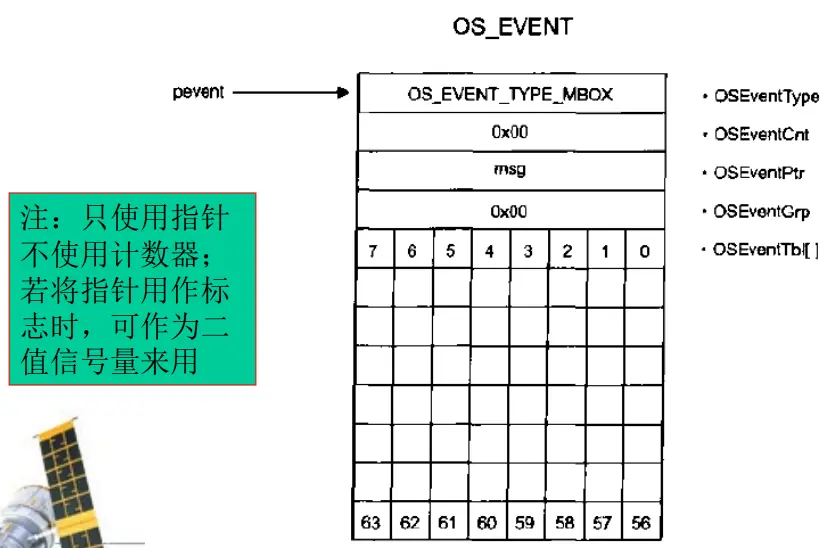 OS_EVENT
pevent
OS_EVENT_TYPE_MBOX
• OSEventType
0x00
• OSEventCnt
msg
• OSEventPtr
0x00
• OSEventGrp
7 6 5 4 3 2 1 0
• OSEventTbl[ ]
63 62 61 60 59 58 57 56
注：只使用指针
不使用计数器；
若将指针用作标
志时，可作为二
值信号量来用